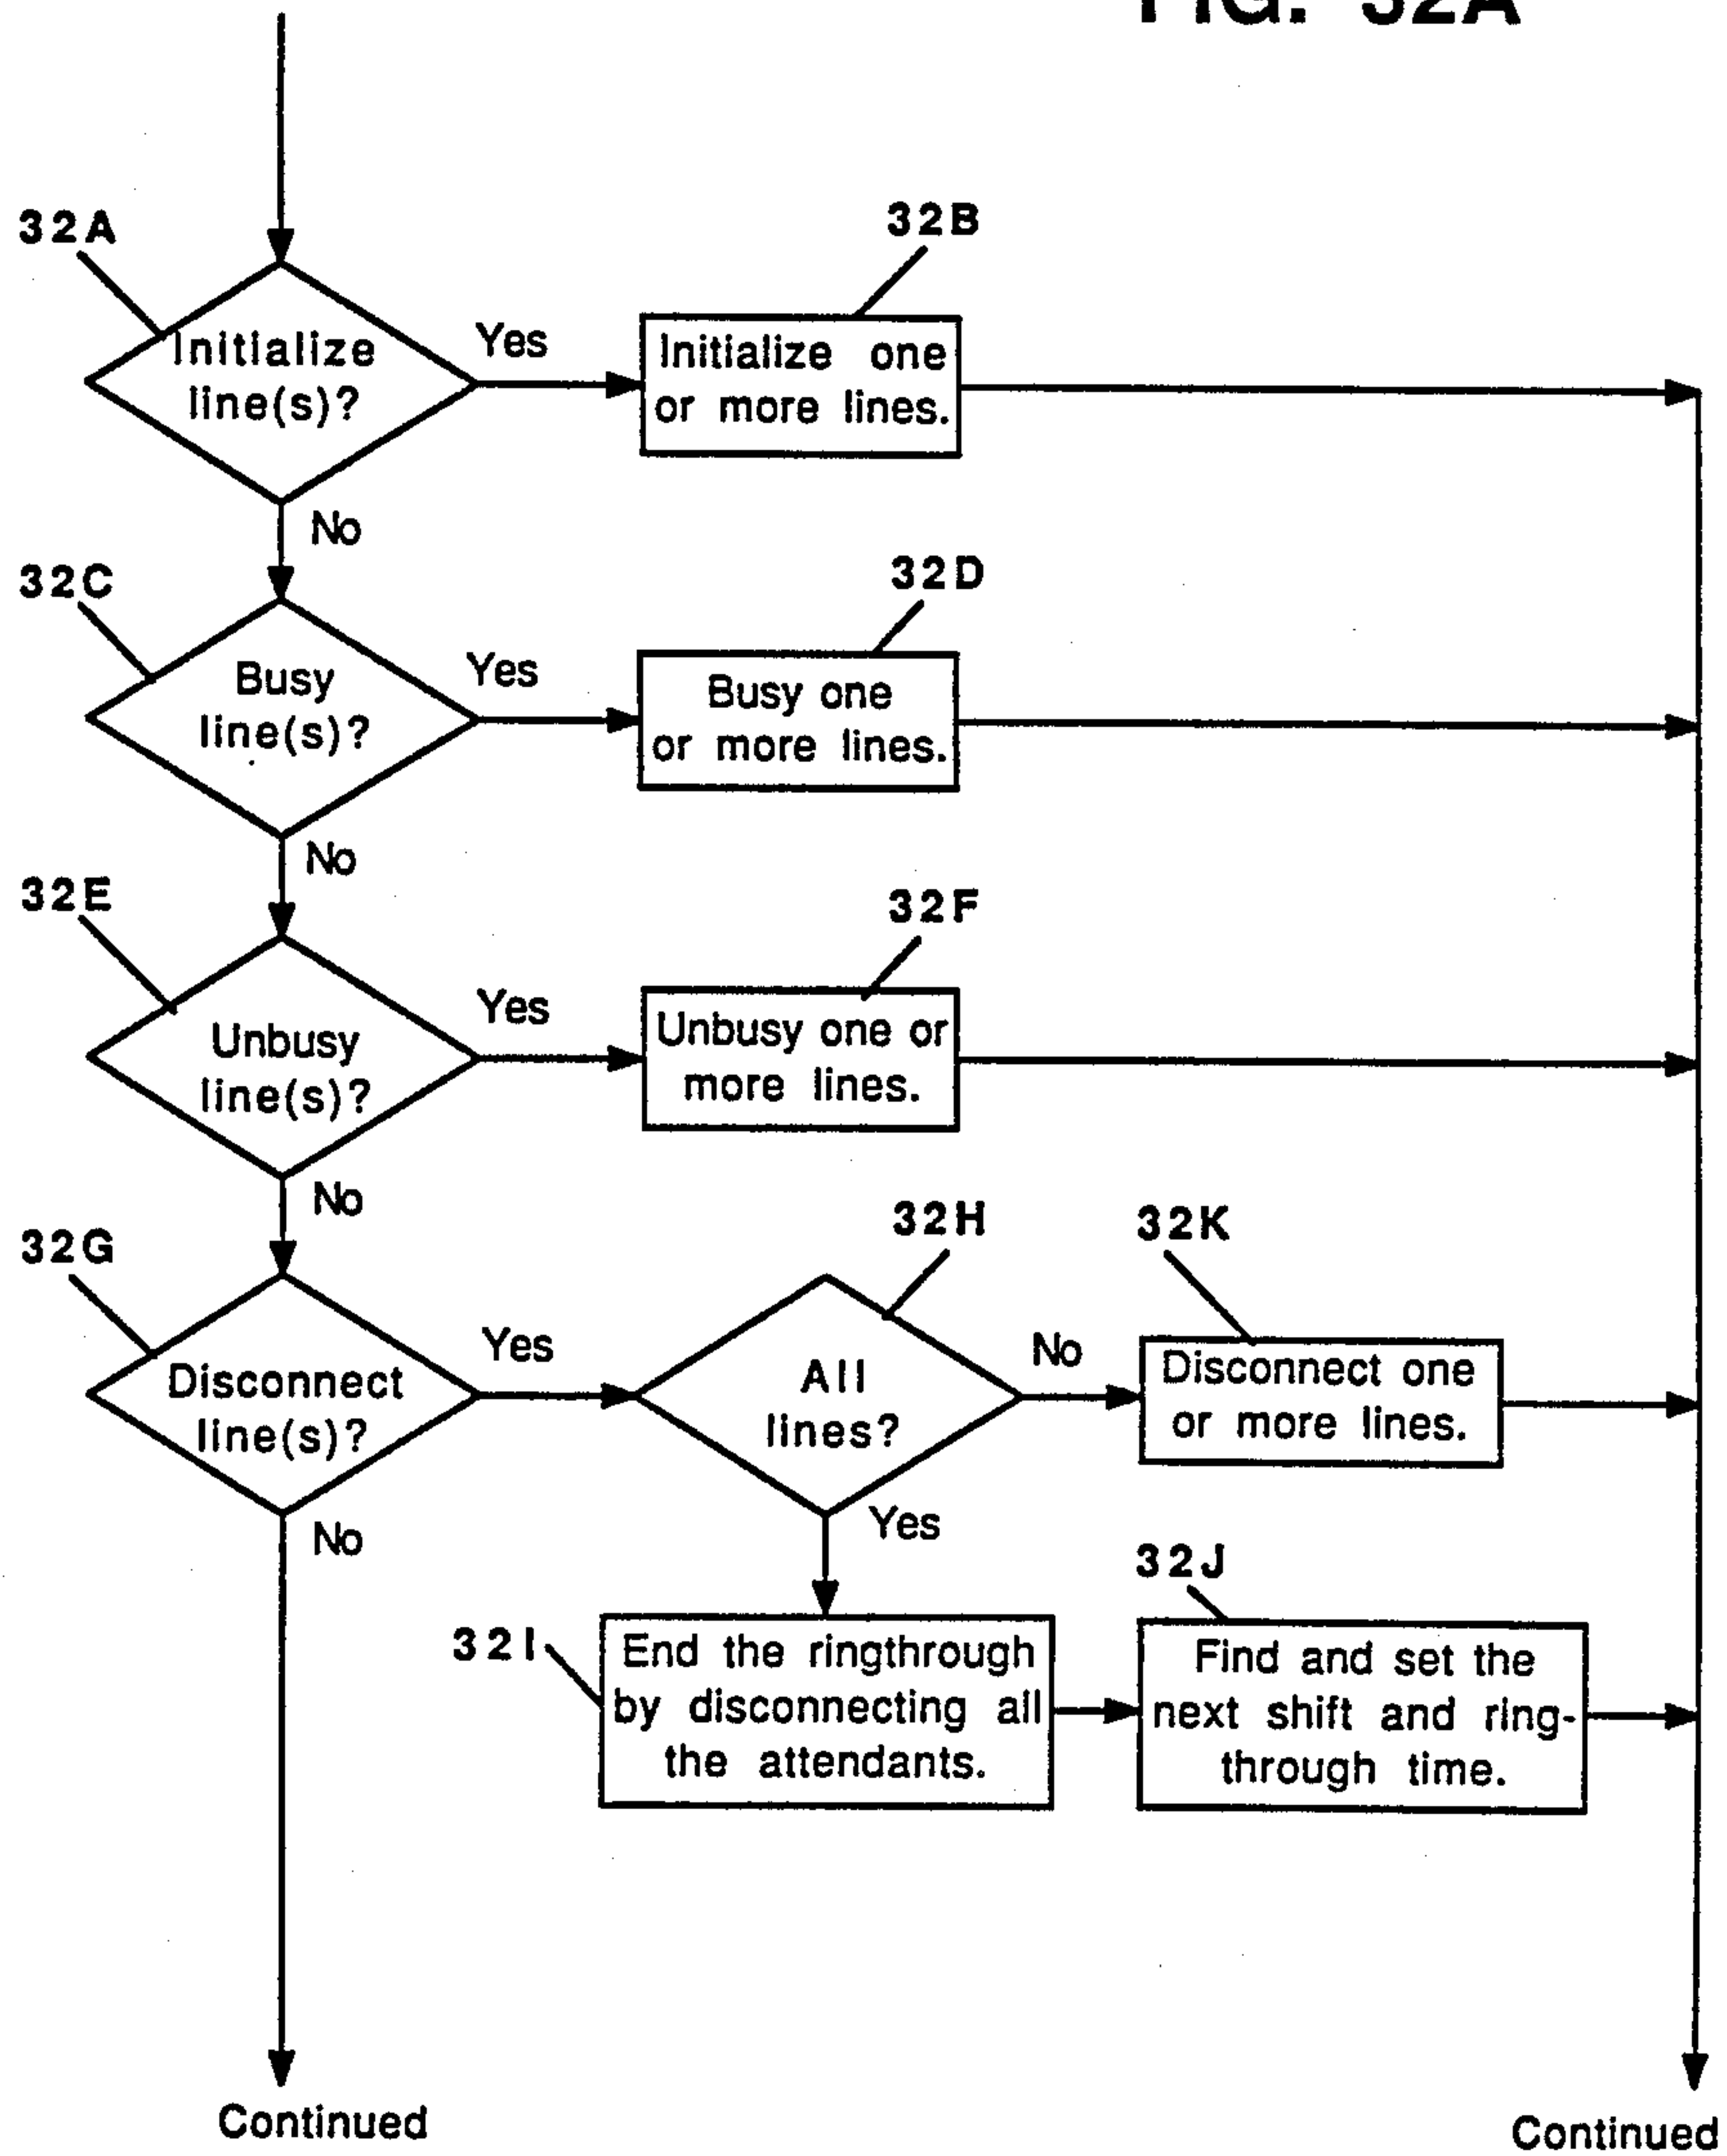 FIG. 32A
32A
32B
Initialize
line(s)?
Yes
Initialize one
or more lines.
No
32C
32D
Busy
line(s)?
Yes
Busy one
or more lines.
No
32E
32F
Unbusy
line(s)?
Yes
Unbusy one or
more lines.
No
32G
32H
32K
Disconnect
line(s)?
Yes
All
lines?
No
Disconnect one
or more lines.
No
Yes
32I
End the ringthrough
by disconnecting all
the attendants.
32J
Find and set the
next shift and ring-
through time.
Continued
Continued